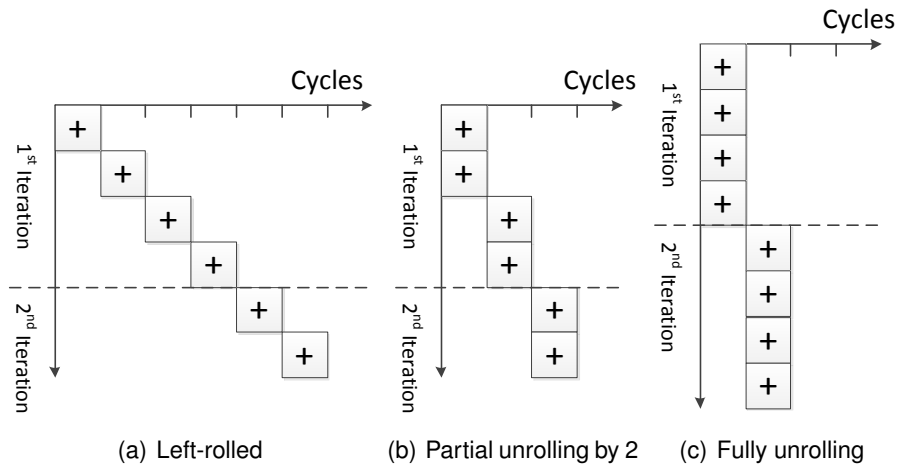 Cycles
1st Iteration
2nd Iteration
+
+
+
+
+
+
(a) Left-rolled
Cycles
1st Iteration
2nd Iteration
+
+
+
+
+
+
(b) Partial unrolling by 2
Cycles
1st Iteration
2nd Iteration
+
+
+
+
+
+
+
+
(c) Fully unrolling